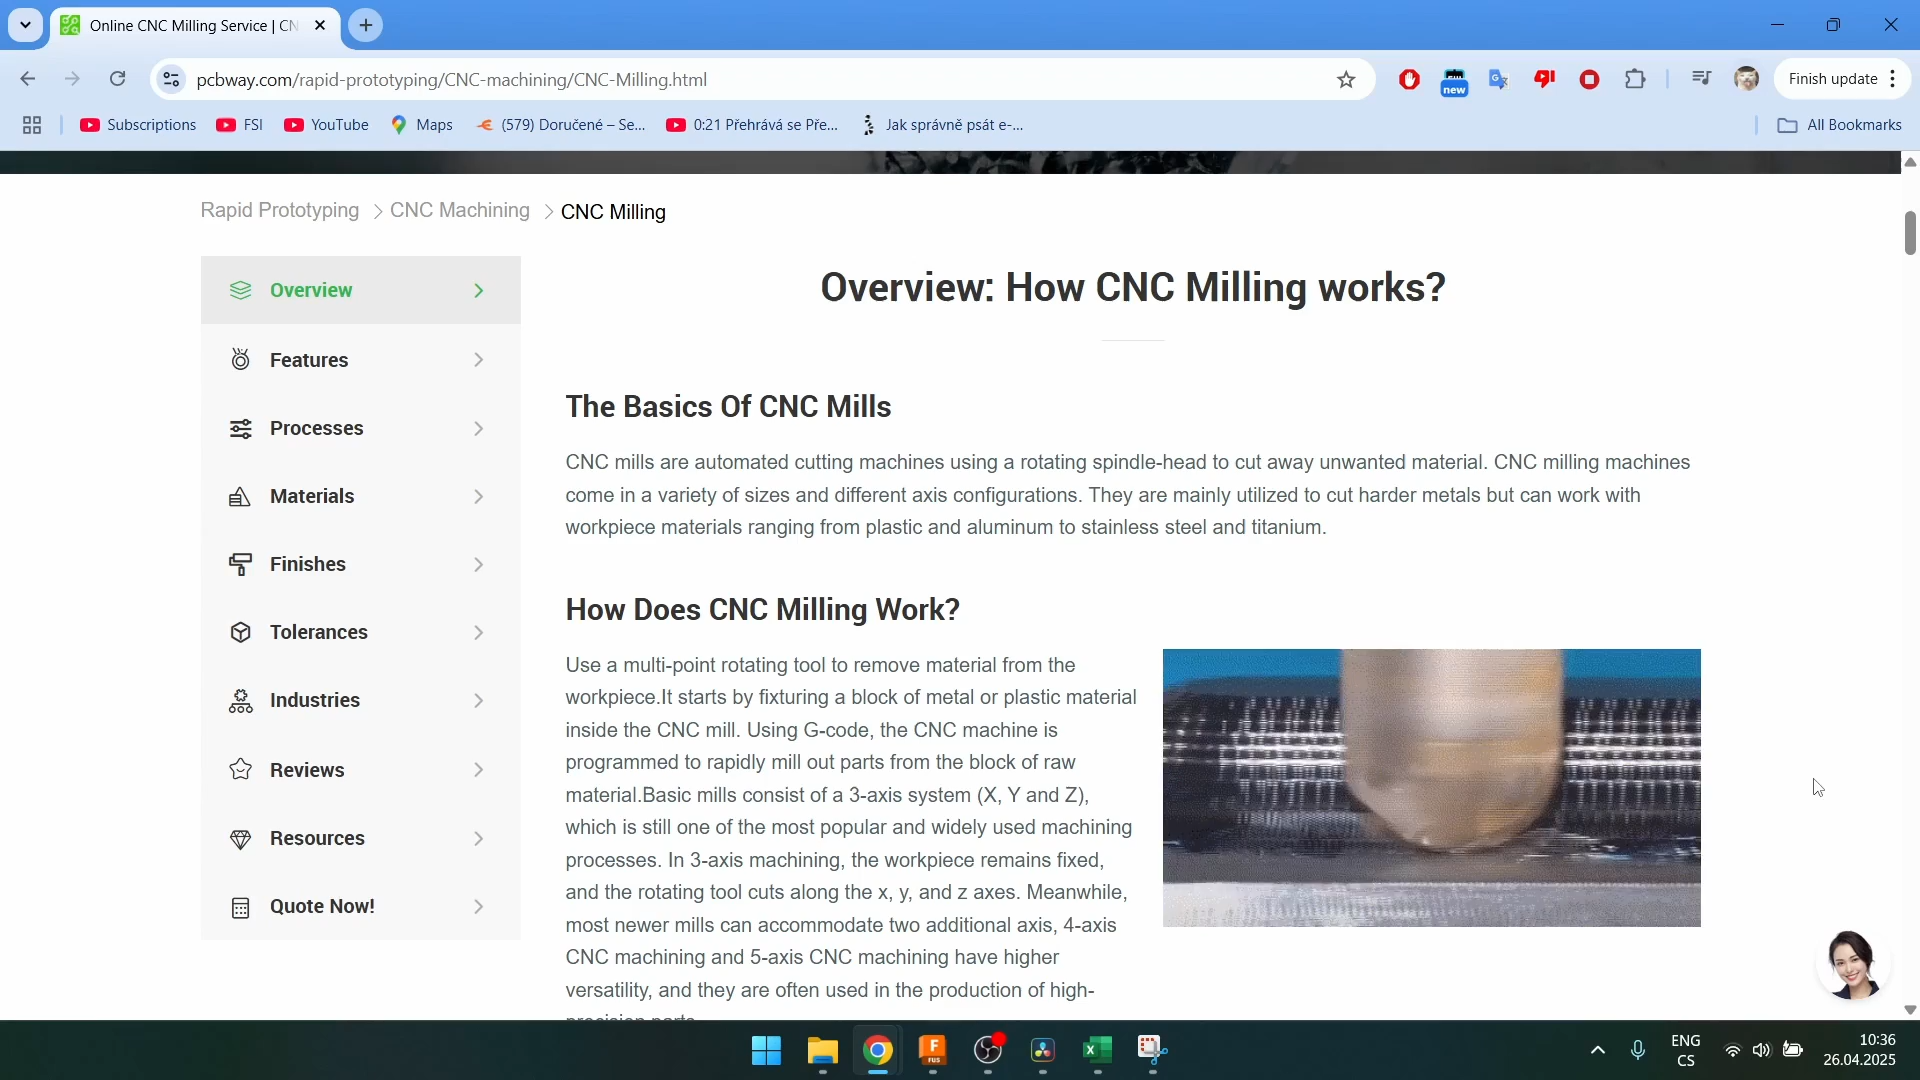 Online CNC Milling Service | CN
pcbway.com/rapid-prototyping/CNC-machining/CNC-Milling.html
new
Finish update
Subscriptions
FSI
YouTube
Maps
(579) Doručené – Se...
0:21 Přehrává se Pře...
Jak správně psát e-...
All Bookmarks
Rapid Prototyping
CNC Machining
CNC Milling
Overview
Features
Processes
Materials
Finishes
Tolerances
Industries
Reviews
Resources
Quote Now!
Overview: How CNC Milling works?
The Basics Of CNC Mills
CNC mills are automated cutting machines using a rotating spindle-head to cut away unwanted material. CNC milling machines
come in a variety of sizes and different axis configurations. They are mainly utilized to cut harder metals but can work with
workpiece materials ranging from plastic and aluminum to stainless steel and titanium.
How Does CNC Milling Work?
Use a multi-point rotating tool to remove material from the
workpiece.It starts by fixturing a block of metal or plastic material
inside the CNC mill. Using G-code, the CNC machine is
programmed to rapidly mill out parts from the block of raw
material.Basic mills consist of a 3-axis system (X, Y and Z),
which is still one of the most popular and widely used machining
processes. In 3-axis machining, the workpiece remains fixed,
and the rotating tool cuts along the x, y, and z axes. Meanwhile,
most newer mills can accommodate two additional axis, 4-axis
CNC machining and 5-axis CNC machining have higher
versatility, and they are often used in the production of high-
precision parts.
F
FUS
X
ENG
CS
10:36
26.04.2025